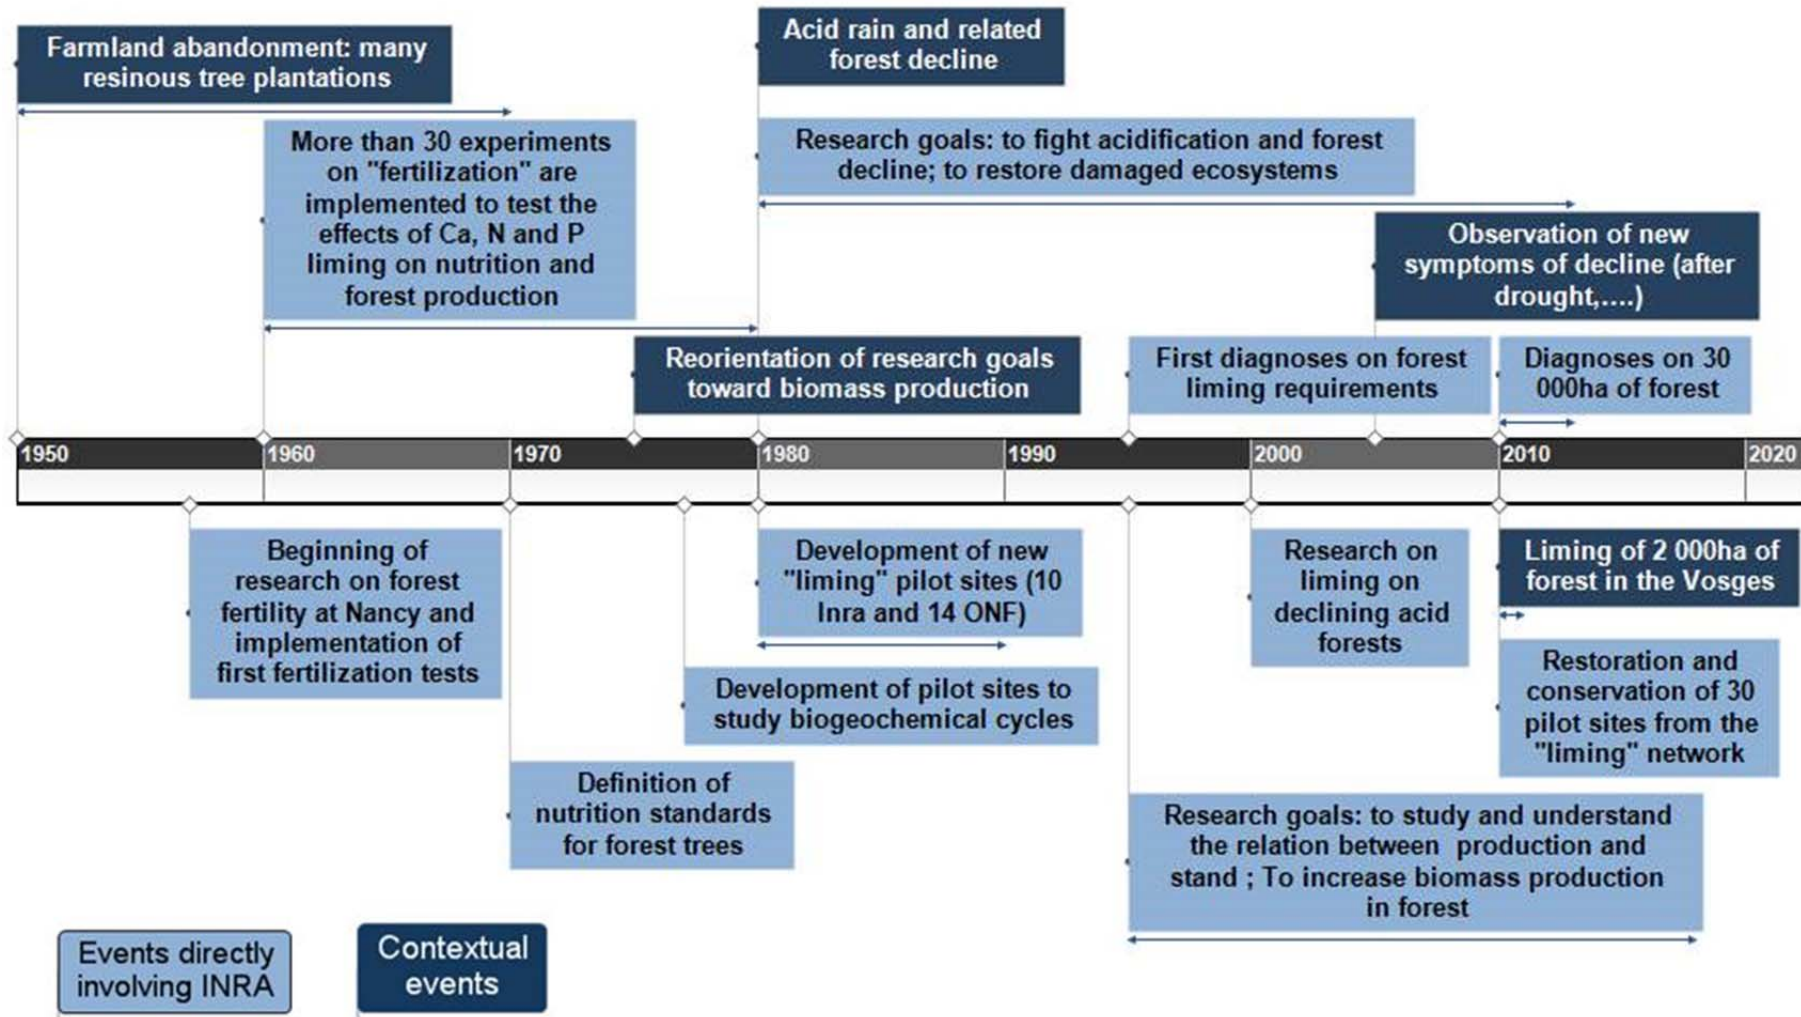 Farmland abandonment: many
resinous tree plantations
Acid rain and related
forest decline
More than 30 experiments
on "fertilization" are
implemented to test the
effects of Ca, N and P
liming on nutrition and
forest production
Research goals: to fight acidification and forest
decline; to restore damaged ecosystems
Observation of new
symptoms of decline (after
drought,....)
Reorientation of research goals
toward biomass production
First diagnoses on forest
liming requirements
Diagnoses on 30
000ha of forest
1950
1960
1970
1980
1990
2000
2010
2020
Beginning of
research on forest
fertility at Nancy and
implementation of
first fertilization tests
Development of new
"liming" pilot sites (10
Inra and 14 ONF)
Research on
liming on
declining acid
forests
Liming of 2 000ha of
forest in the Vosges
Development of pilot sites to
study biogeochemical cycles
Restoration and
conservation of 30
pilot sites from the
"liming" network
Definition of
nutrition standards
for forest trees
Research goals: to study and understand
the relation between production and
stand ; To increase biomass production
in forest
Events directly
involving INRA
Contextual
events